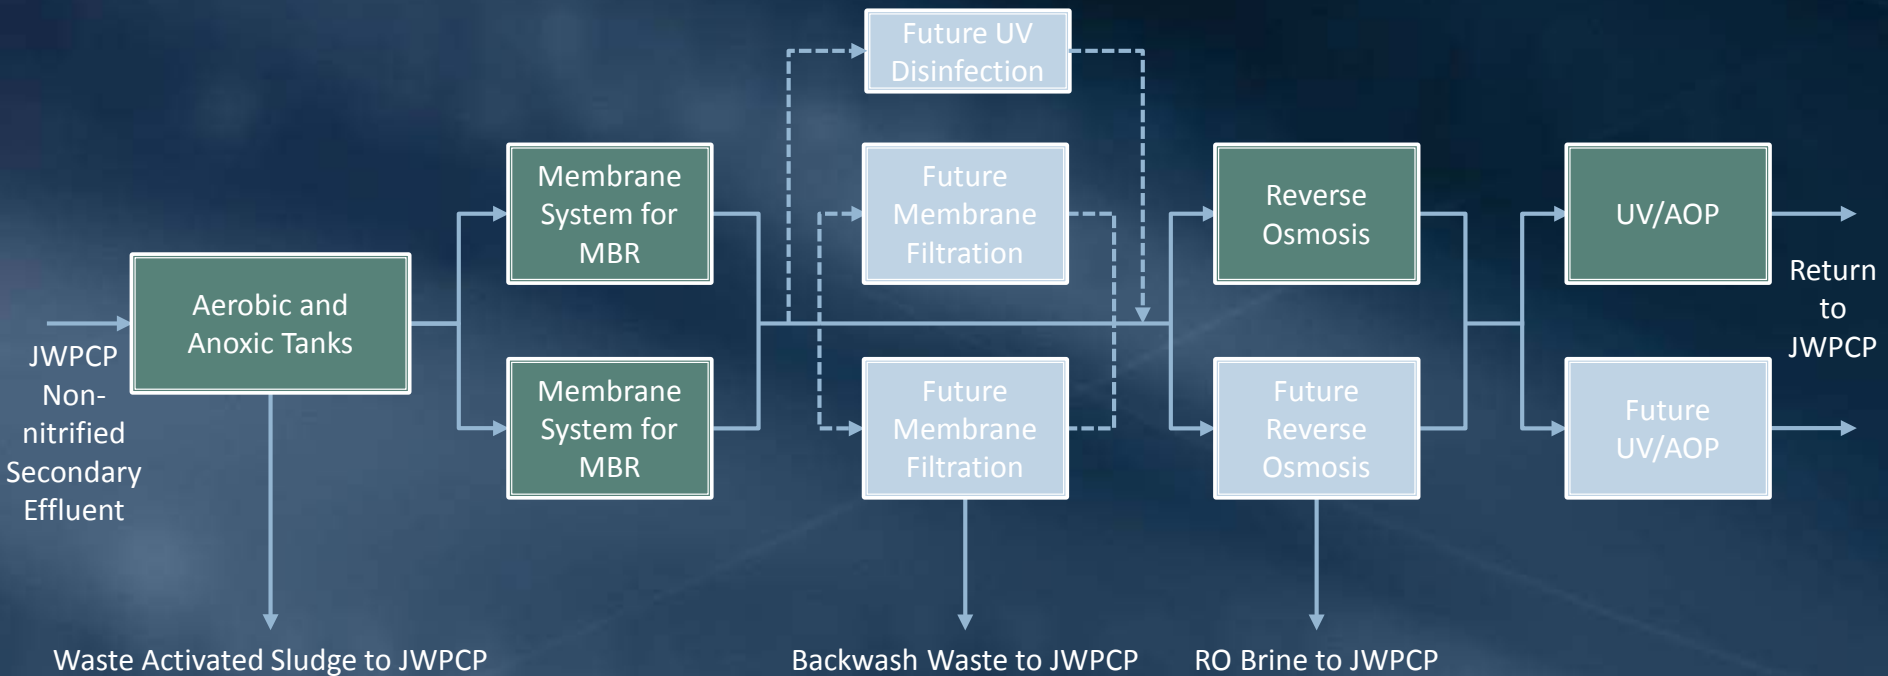 Future UV
Disinfection
Membrane
System for
MBR
Future
Membrane
Filtration
Reverse
Osmosis
UV/AOP
Aerobic and
Anoxic Tanks
Return
to
JWPCP
JWPCP
Non-
nitrified
Secondary
Effluent
Membrane
System for
MBR
Future
Membrane
Filtration
Future
Reverse
Osmosis
Future
UV/AOP
Waste Activated Sludge to JWPCP
Backwash Waste to JWPCP
RO Brine to JWPCP